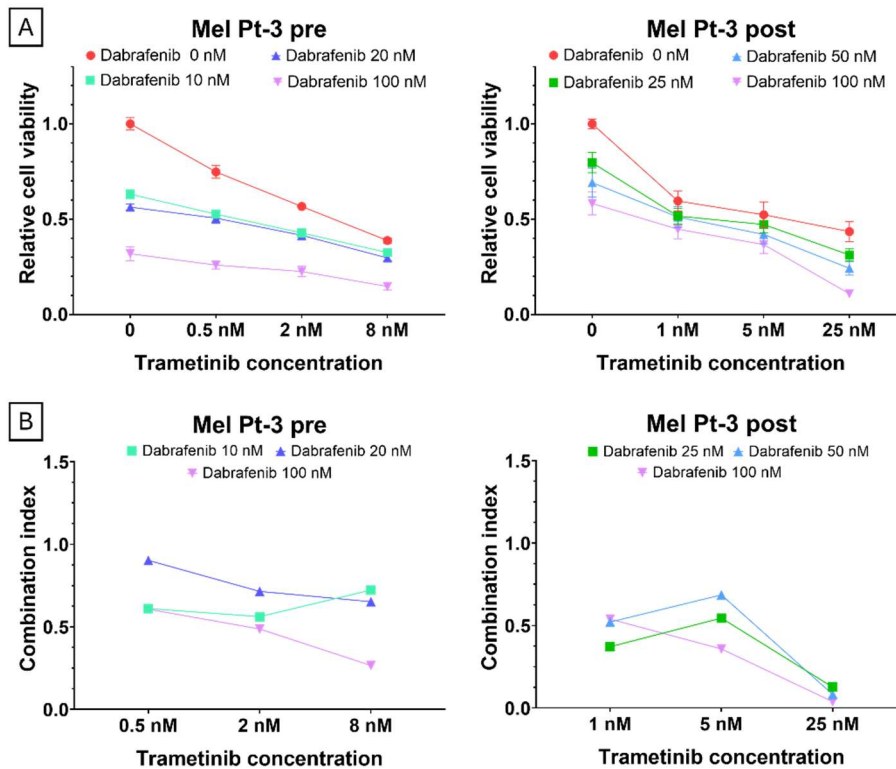 A
Mel Pt-3 pre
Dabrafenib 0 nM
Dabrafenib 20 nM
Dabrafenib 10 nM
Dabrafenib 100 nM
Relative cell viability
1.0
0.5
0.0
0
0.5 nM
2 nM
8 nM
Trametinib concentration
Mel Pt-3 post
Dabrafenib 0 nM
Dabrafenib 50 nM
Dabrafenib 25 nM
Dabrafenib 100 nM
Relative cell viability
1.0
0.5
0.0
0
1 nM
5 nM
25 nM
Trametinib concentration
B
Mel Pt-3 pre
Dabrafenib 10 nM
Dabrafenib 20 nM
Dabrafenib 100 nM
Combination index
1.5
1.0
0.5
0.0
0.5 nM
2 nM
8 nM
Trametinib concentration
Mel Pt-3 post
Dabrafenib 25 nM
Dabrafenib 50 nM
Dabrafenib 100 nM
Combination index
1.5
1.0
0.5
0.0
1 nM
5 nM
25 nM
Trametinib concentration